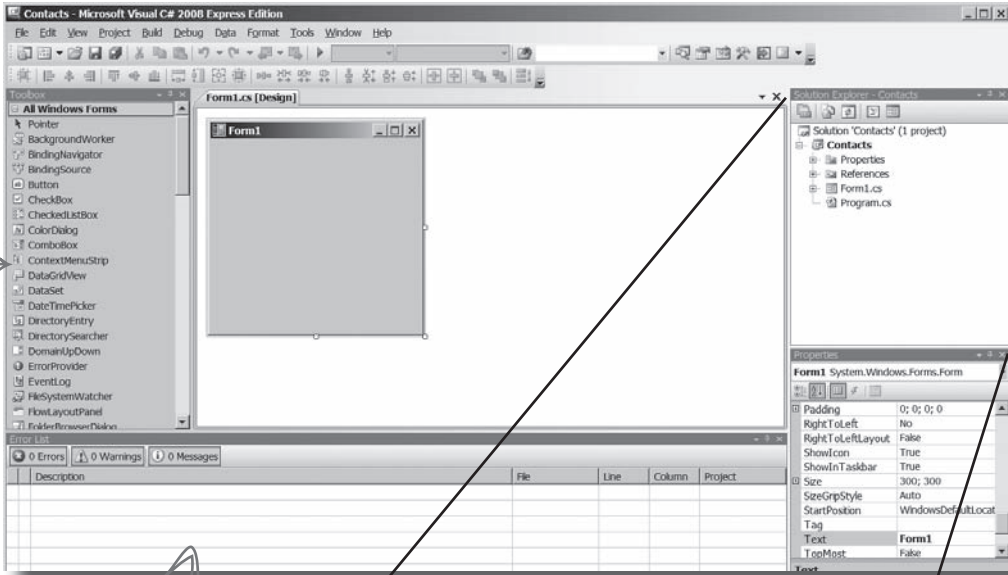 Contacts - Microsoft Visual C# 2008 Express Edition
File Edit View Project Build Debug Data Format Tools Window Help
Toolbox
All Windows Forms
Pointer
BackgroundWorker
BindingNavigator
BindingSource
Button
CheckBox
CheckedListBox
ColorDialog
ComboBox
ContextMenuStrip
DataGridView
DataSet
DateTimePicker
DirectoryEntry
DirectorySearcher
DomainUpDown
ErrorProvider
EventLog
FileSystemWatcher
FlowLayoutPanel
FolderBrowserDialog
Form1.cs [Design]
Form1
Solution Explorer - Contacts
Solution 'Contacts' (1 project)
Contacts
Properties
References
Form1.cs
Program.cs
Properties
Form1 System.Windows.Forms.Form
Padding 0; 0; 0; 0
RightToLeft No
RightToLeftLayout False
ShowIcon True
ShowInTaskbar True
Size 300; 300
SizeGripStyle Auto
StartPosition WindowsDefaultLocat
Tag
Text Form1
TopMost False
Text
Error List
0 Errors 0 Warnings 0 Messages
Description File Line Column Project